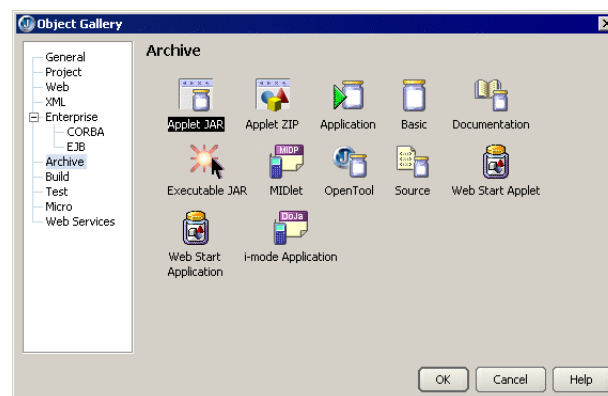 Object Gallery
General
Project
Web
XML
Enterprise
CORBA
EJB
Archive
Build
Test
Micro
Web Services
Archive
Applet JAR
Applet ZIP
Application
Basic
Documentation
Executable JAR
MIDP
MIDlet
OpenTool
Source
Web Start Applet
Web Start
Application
DoJa
i-mode Application
OK
Cancel
Help